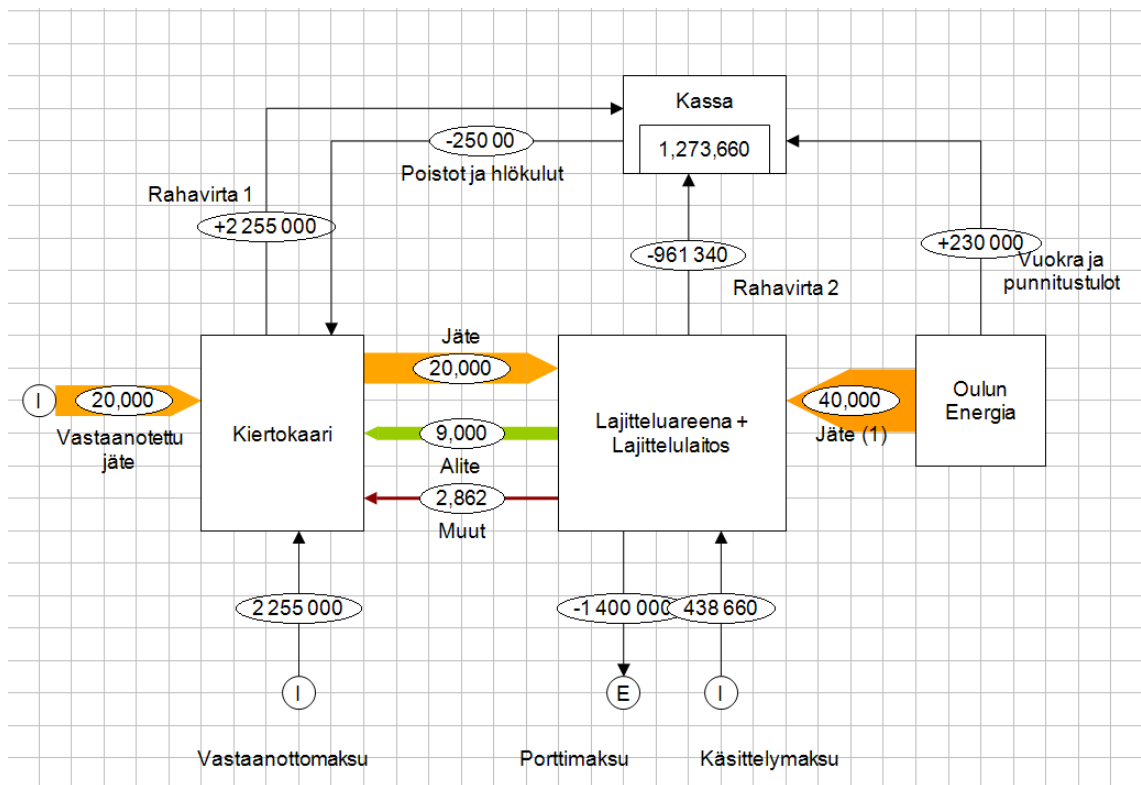 Kassa
-250 00
1,273,660
Poistot ja hlökulut
Rahavirta 1
+2 255 000
-961 340
+230 000
Vuokra ja
punnitustulot
Rahavirta 2
Jäte
20,000
I
20,000
Vastaanotettu
jäte
Kiertokaari
9,000
Alite
2,862
Muut
Lajitteluareena +
Lajittelulaitos
40,000
Jäte (1)
Oulun
Energia
2 255 000
-1 400 000
438 660
I
E
I
Vastaanottomaksu
Porttimaksu
Käsittelymaksu